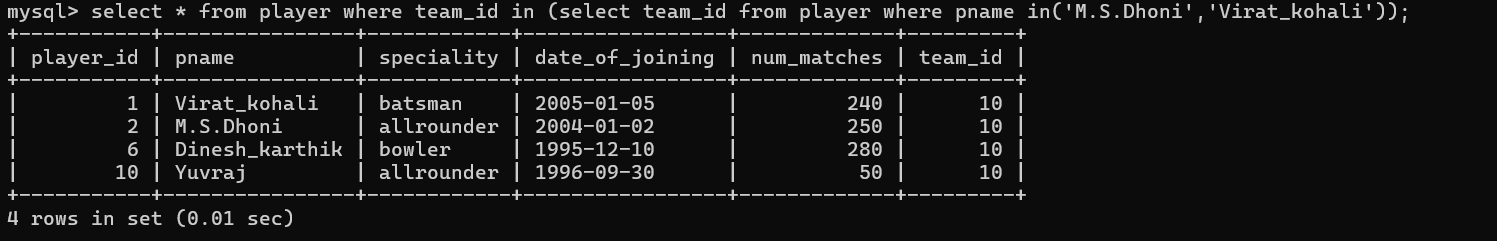 mysql> select * from player where team_id in (select team_id from player where pname in('M.S.Dhoni','Virat_kohali'));
+-----------+---------------+------------+-----------------+-------------+---------+
| player_id | pname          | speciality | date_of_joining | num_matches | team_id |
+-----------+---------------+------------+-----------------+-------------+---------+
|         1 | Virat_kohali   | batsman    | 2005-01-05      |         240 |      10 |
|         2 | M.S.Dhoni      | allrounder | 2004-01-02      |         250 |      10 |
|         6 | Dinesh_karthik | bowler     | 1995-12-10      |         280 |      10 |
|        10 | Yuvraj         | allrounder | 1996-09-30      |          50 |      10 |
+-----------+---------------+------------+-----------------+-------------+---------+
4 rows in set (0.01 sec)